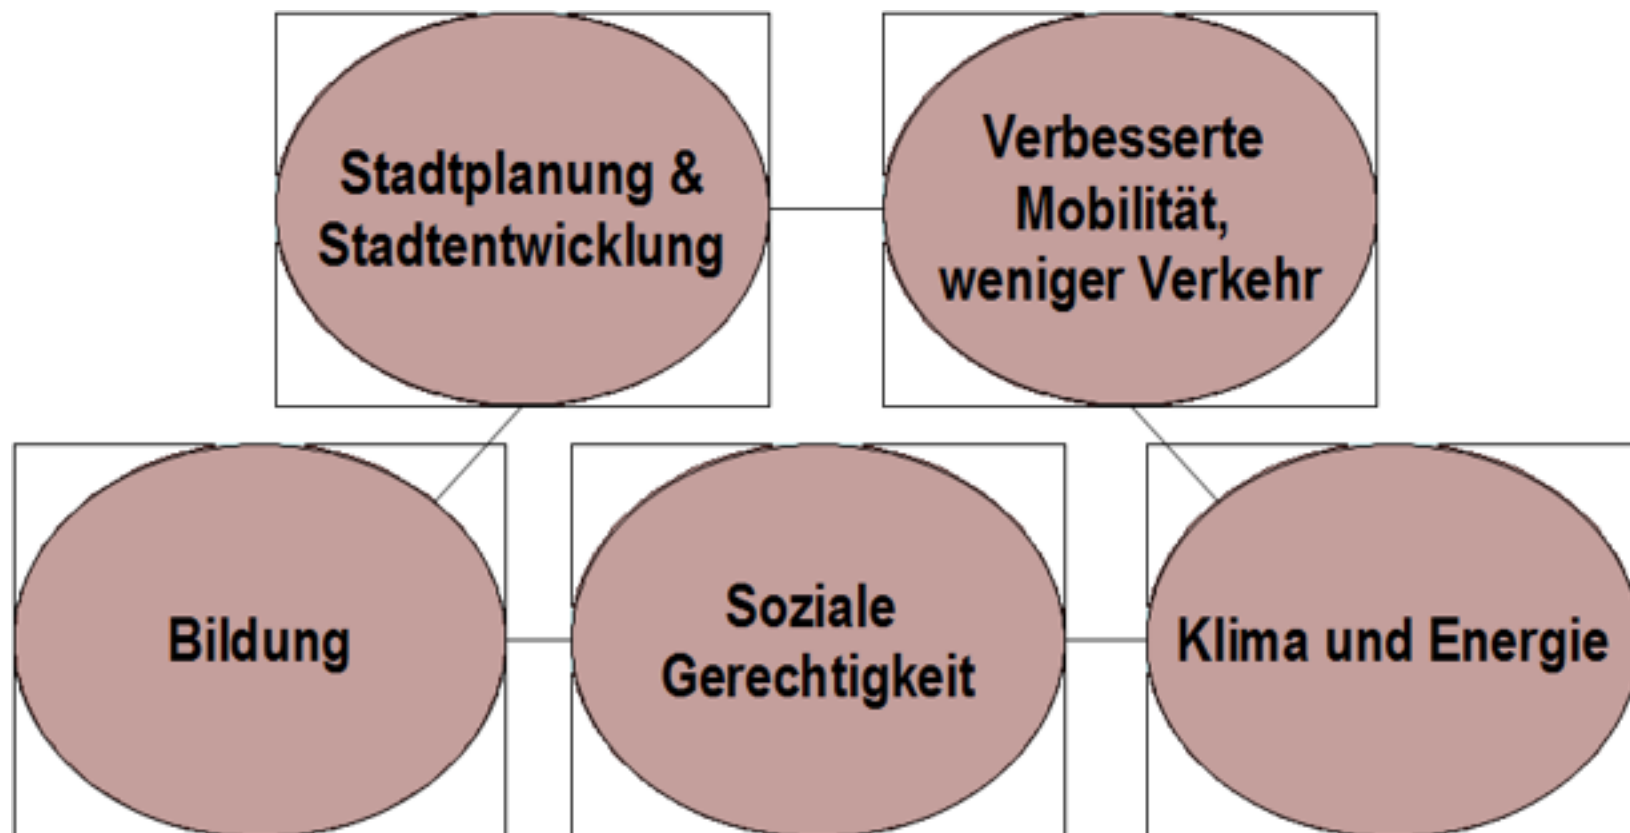 Stadtplanung &
Stadtentwicklung
Verbesserte
Mobilität,
weniger Verkehr
Bildung
Soziale
Gerechtigkeit
Klima und Energie